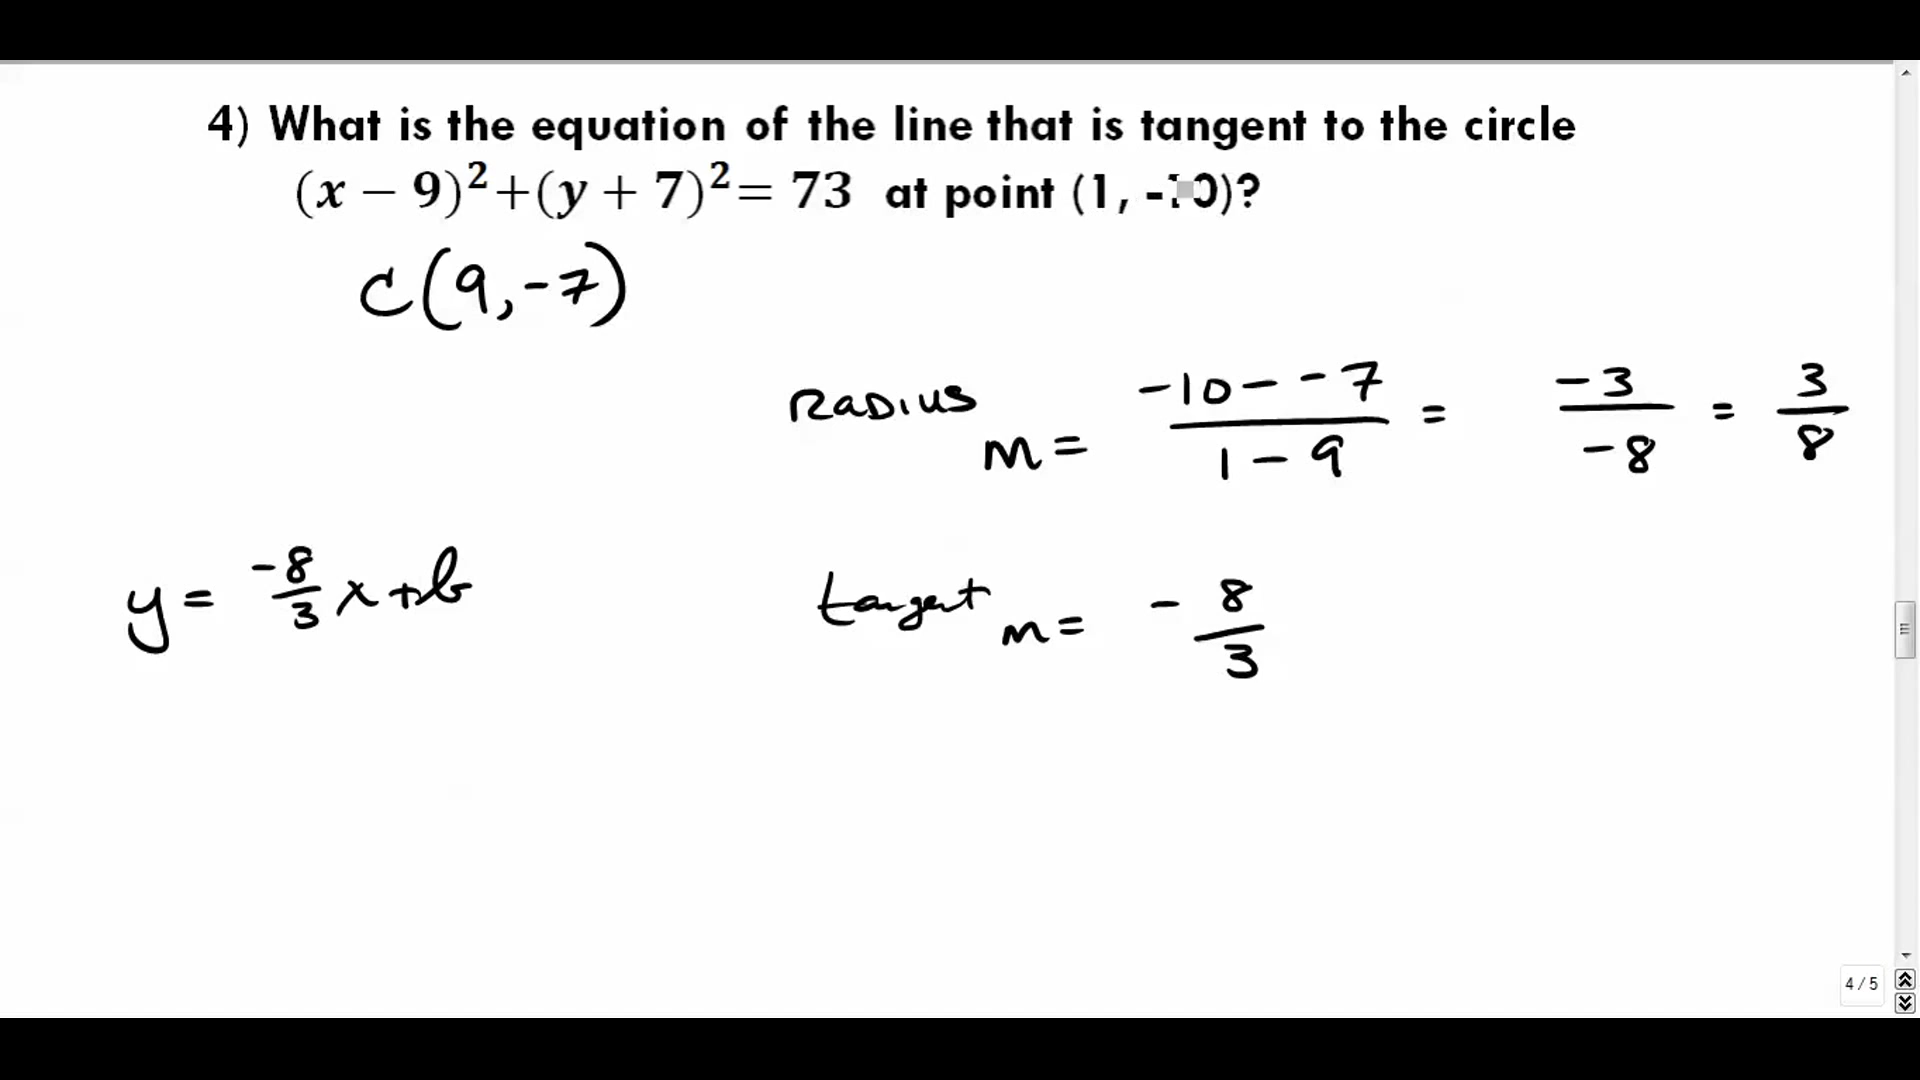 4) What is the equation of the line that is tangent to the circle
(x − 9)²+(y + 7)²= 73 at point (1, -10)?
C(9,-7)
Radius m = -10 - -7 / 1 - 9 = -3 / -8 = 3 / 8
y = -8/3 x + b
tangent m = - 8/3
4 / 5